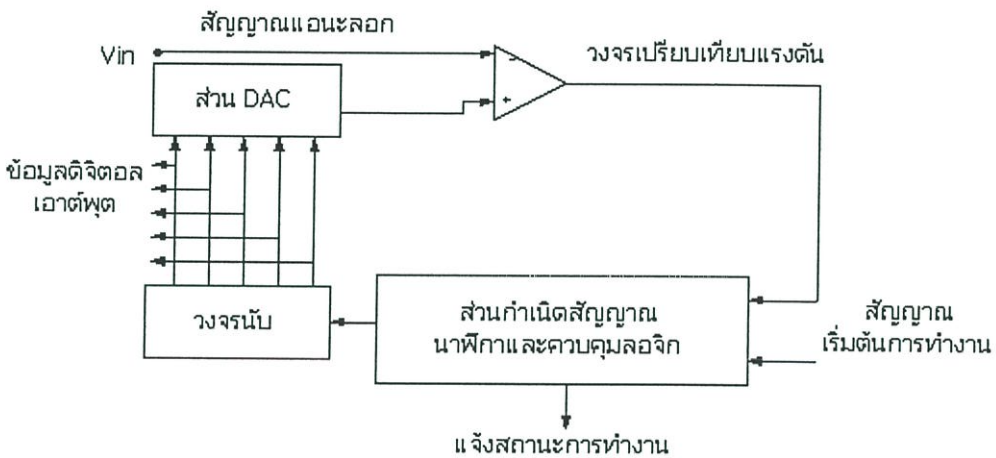 สัญญาณแอนะลอก
Vin
วงจรเปรียบเทียบแรงดัน
-
+
ส่วน DAC
ข้อมูลดิจิตอล
เอาต์พุต
วงจรนับ
ส่วนกำเนิดสัญญาณ
นาฬิกาและควบคุมลอจิก
สัญญาณ
เริ่มต้นการทำงาน
แจ้งสถานะการทำงาน